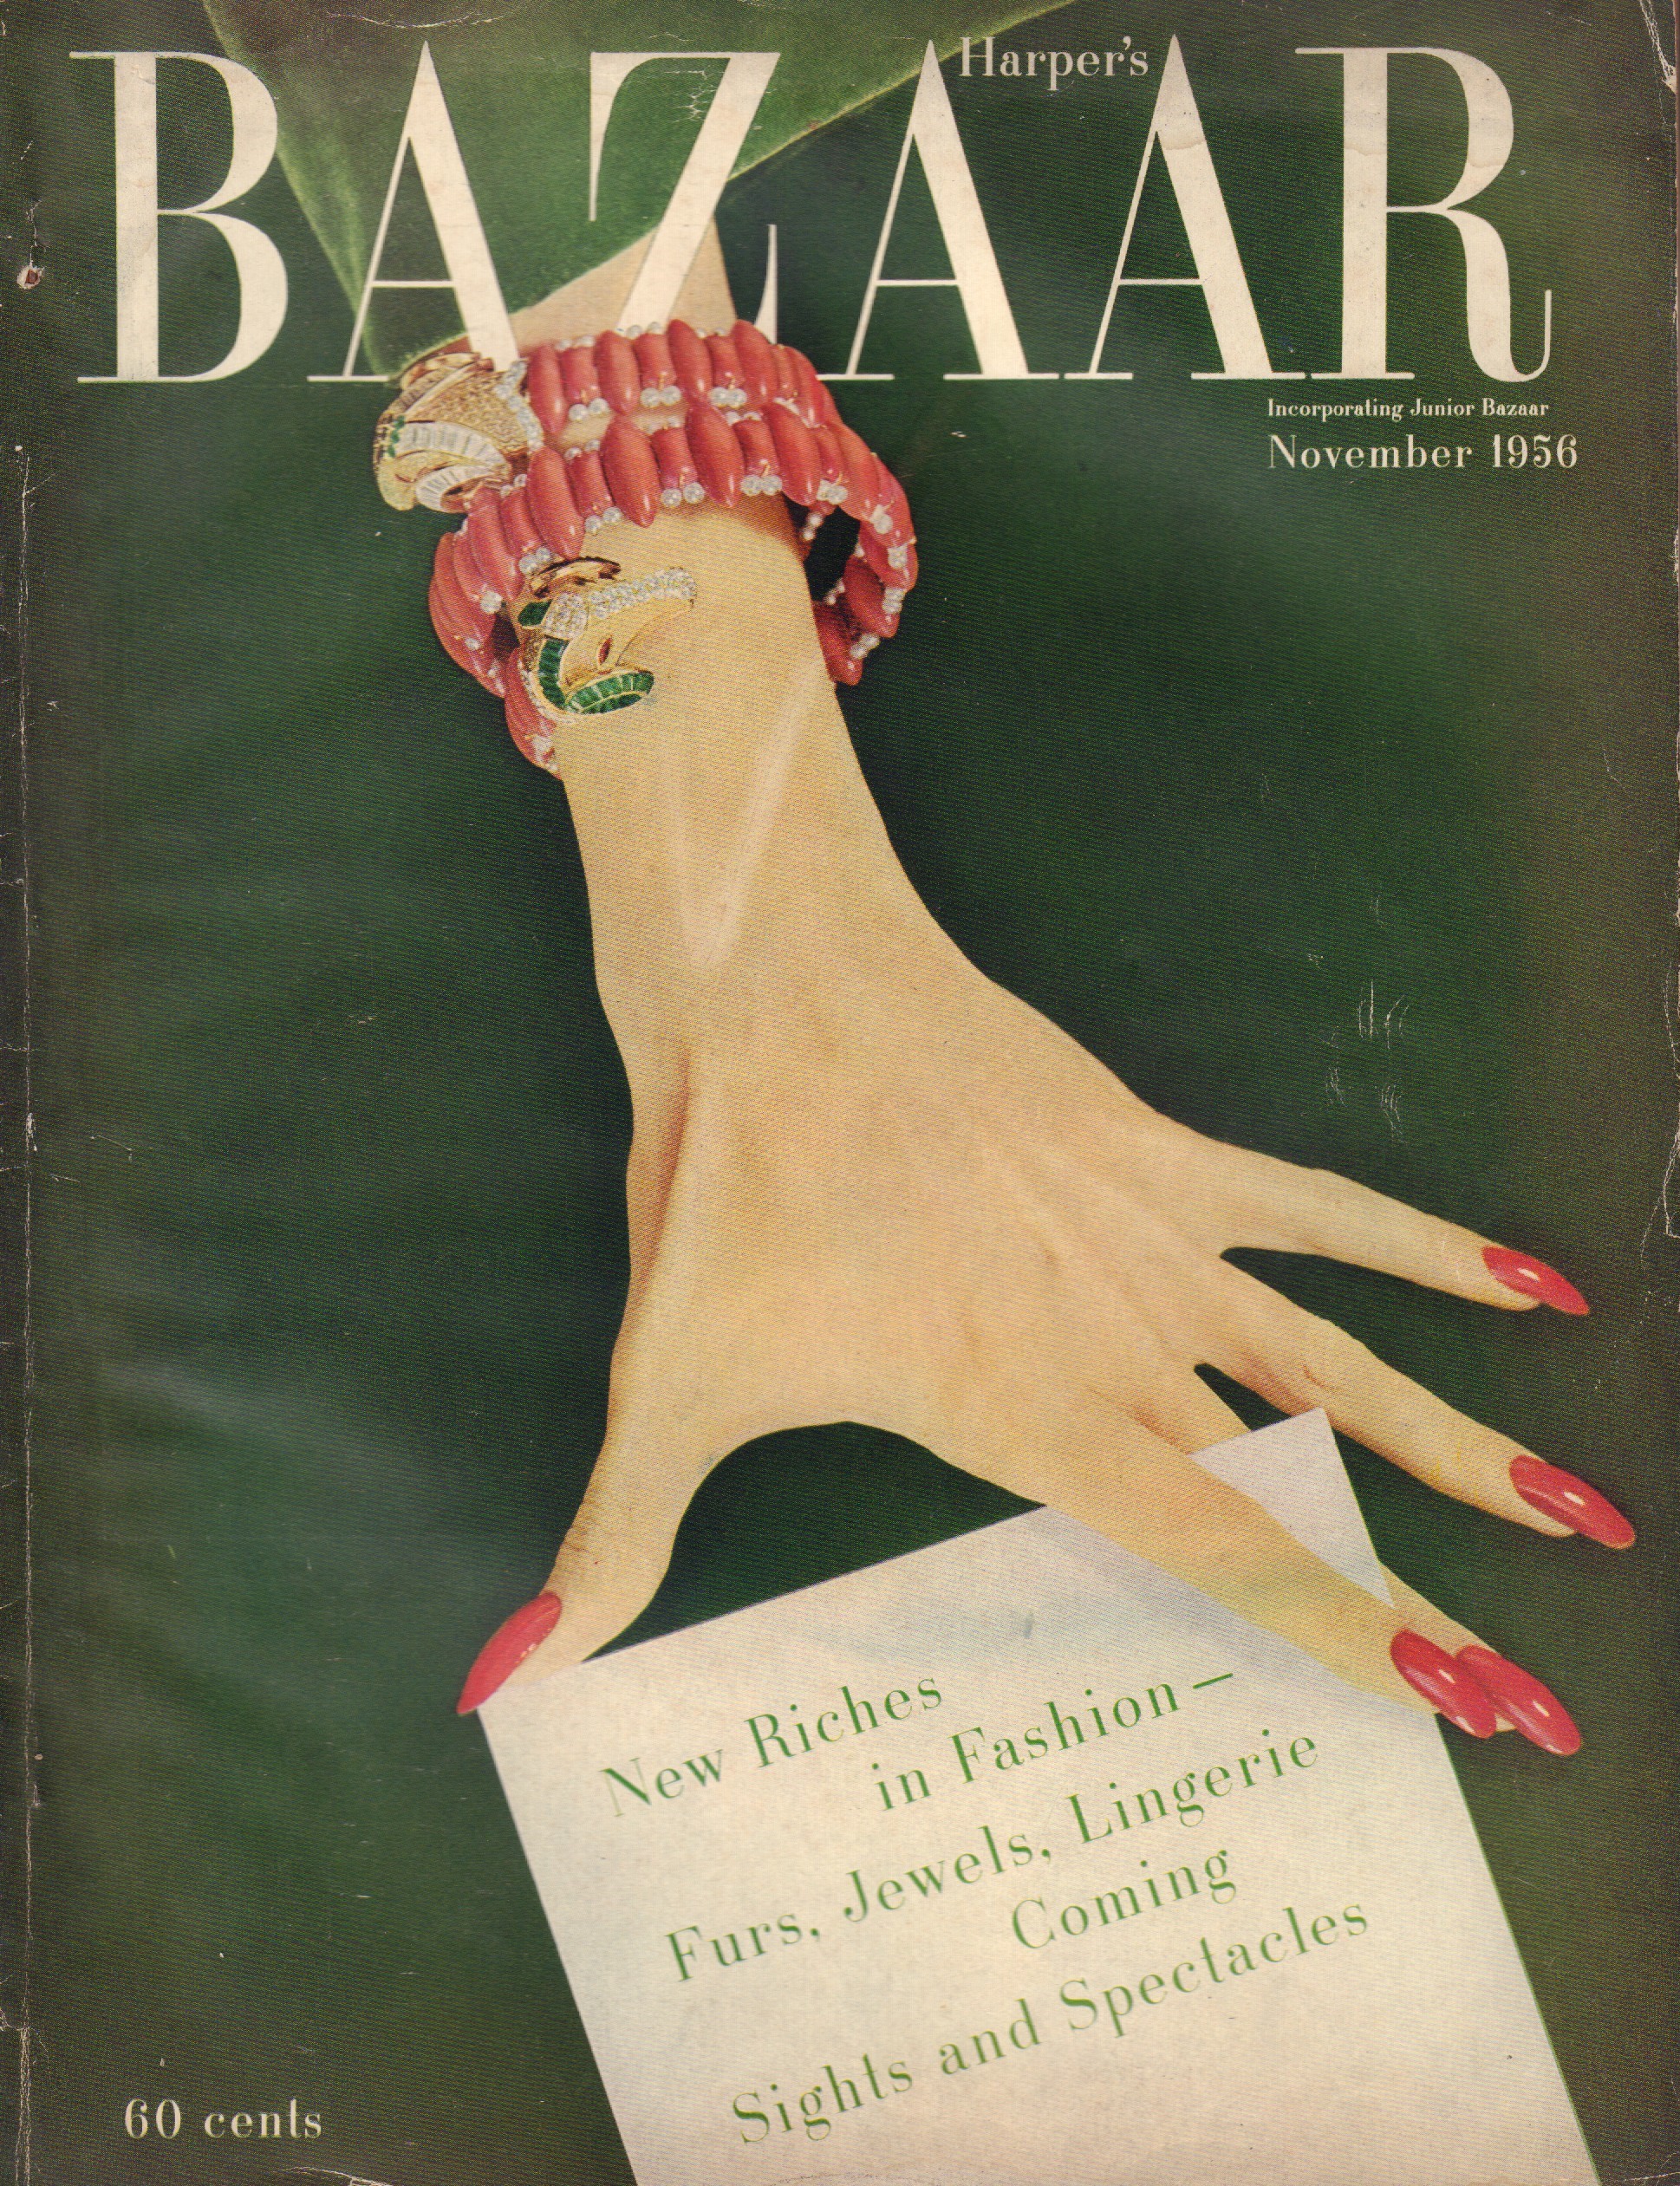 Harper's
BAZAAR
Incorporating Junior Bazaar
November 1956
New Riches
in Fashion—
Furs, Jewels, Lingerie
Coming
Sights and Spectacles
60 cents